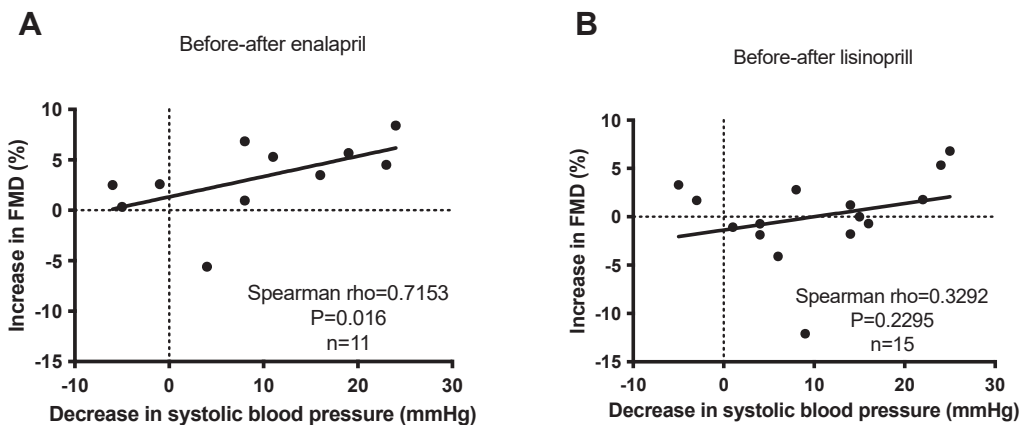 A
Before-after enalapril
Increase in FMD (%)
10
5
0
-5
-10
-15
Spearman rho=0.7153
P=0.016
n=11
-10 0 10 20 30
Decrease in systolic blood pressure (mmHg)
B
Before-after lisinoprill
Increase in FMD (%)
10
5
0
-5
-10
-15
Spearman rho=0.3292
P=0.2295
n=15
-10 0 10 20 30
Decrease in systolic blood pressure (mmHg)